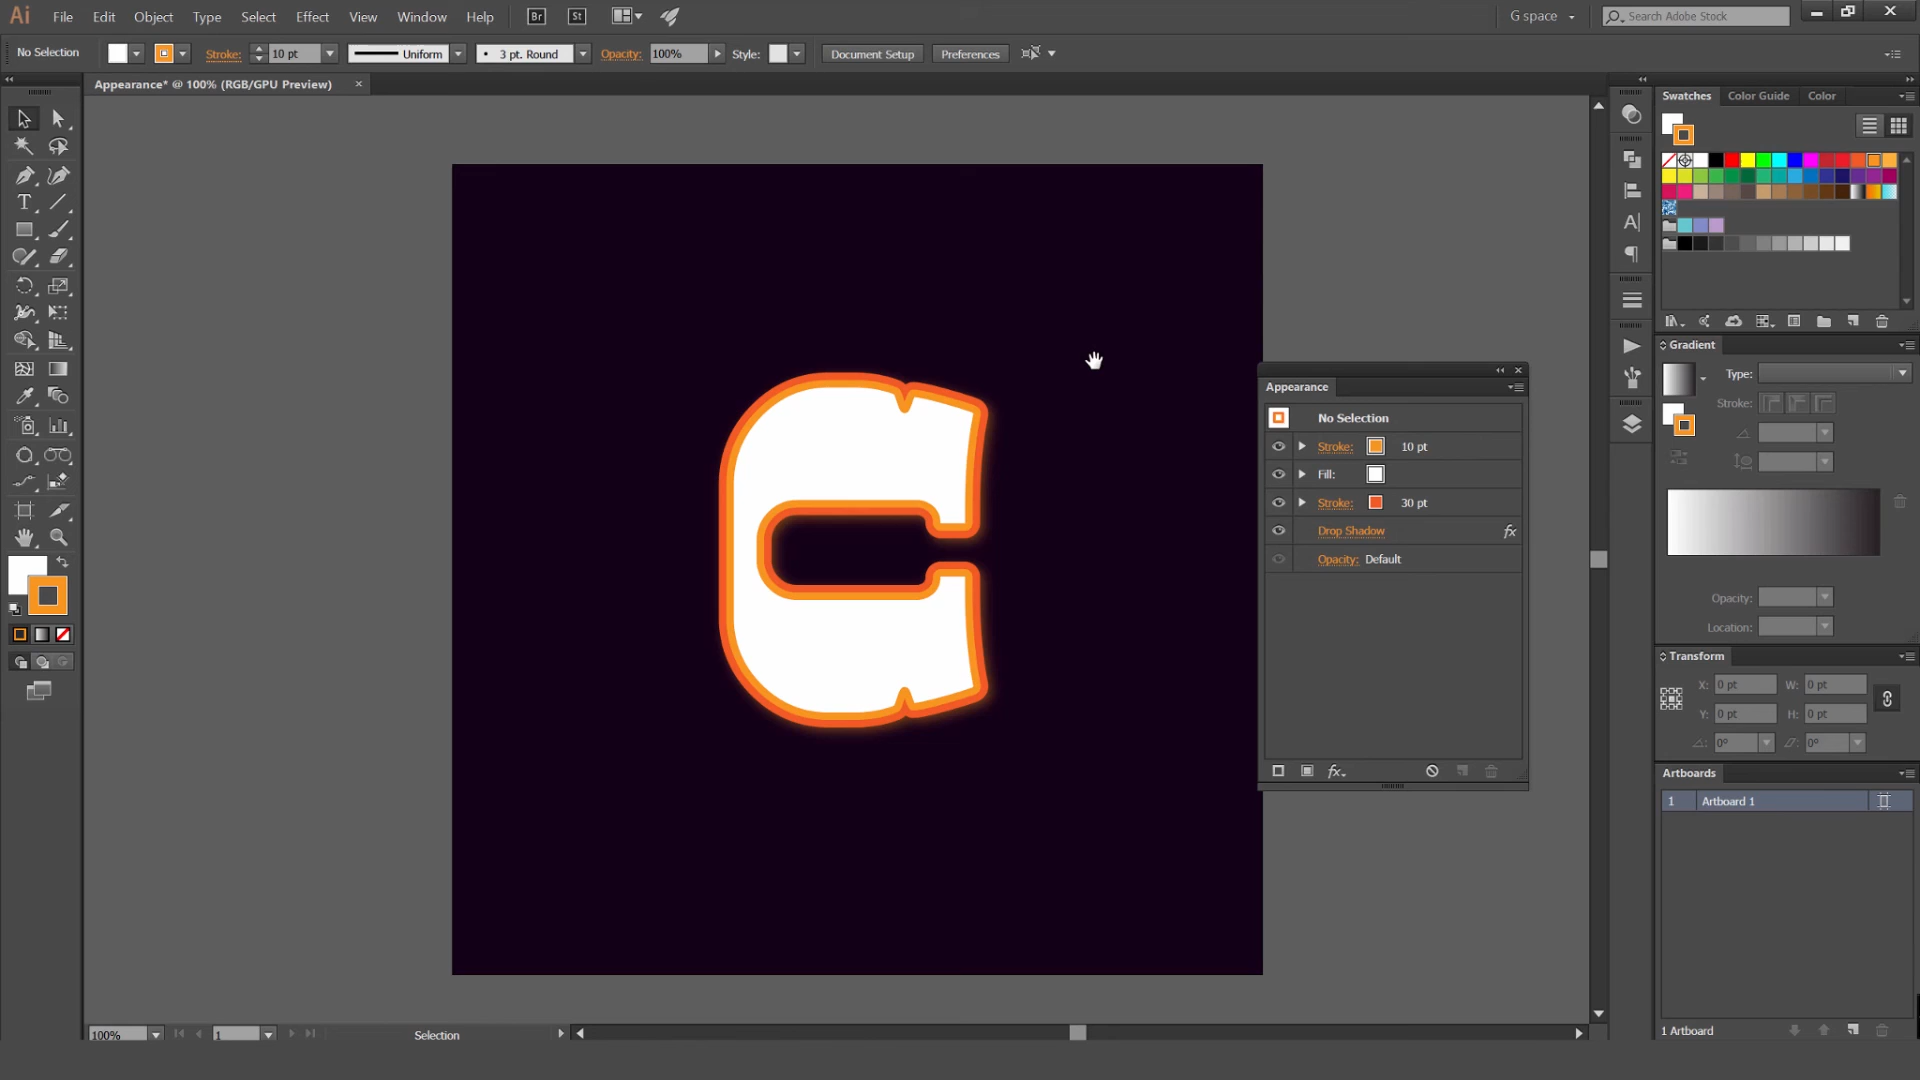 Ai File Edit Object Type Select Effect View Window Help Br St G space Search Adobe Stock
No Selection Stroke: 10 pt Uniform 3 pt. Round Opacity: 100% Style: Document Setup Preferences
Appearance* @ 100% (RGB/GPU Preview)
Swatches Color Guide Color
Gradient
Type:
Stroke:
Appearance
No Selection
Stroke: 10 pt
Fill:
Stroke: 30 pt
Drop Shadow fx
Opacity: Default
fx
Opacity:
Location:
Transform
X: 0 pt W: 0 pt
Y: 0 pt H: 0 pt
0° 0°
Artboards
1 Artboard 1
1 Artboard
C
100% 1 Selection